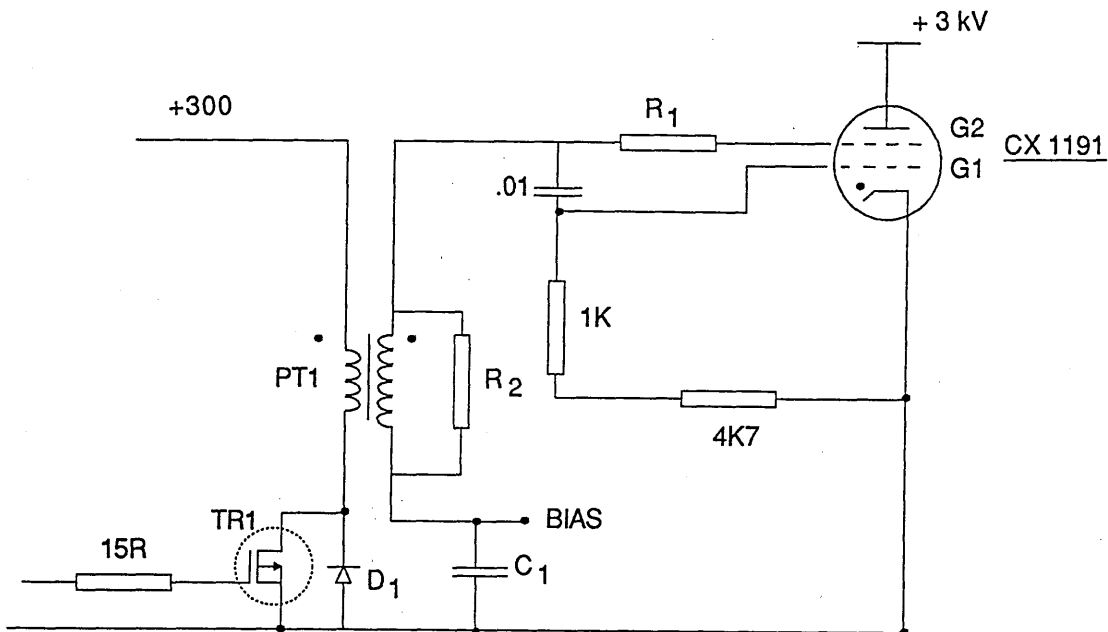 + 3 kV
+300
R1
G2
CX 1191
G1
.01
1K
PT1
R2
4K7
TR1
BIAS
15R
D1
C1